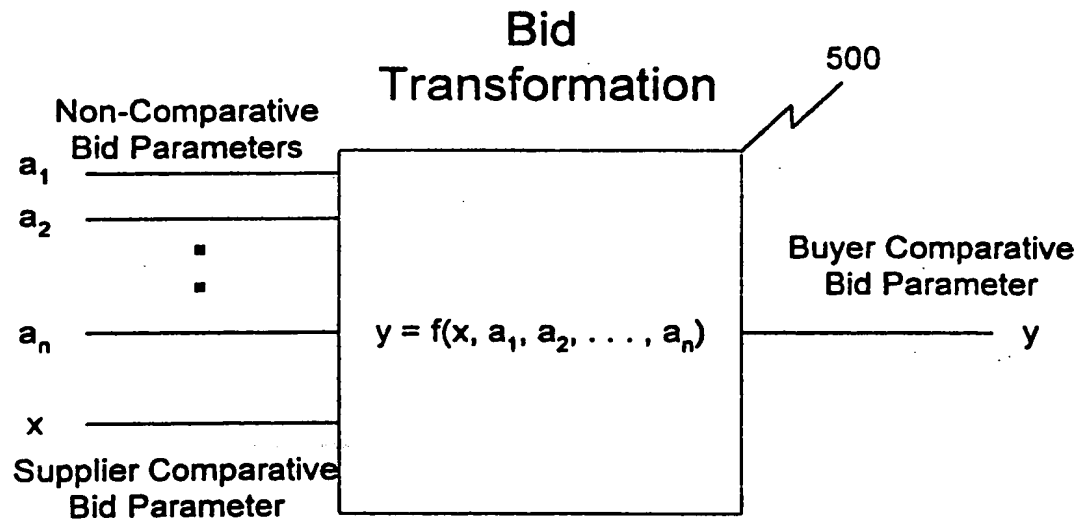 Bid
Transformation
500
Non-Comparative
Bid Parameters
a₁
a₂
aₙ
x
Supplier Comparative
Bid Parameter
y = f(x, a₁, a₂, . . . , aₙ)
Buyer Comparative
Bid Parameter
y